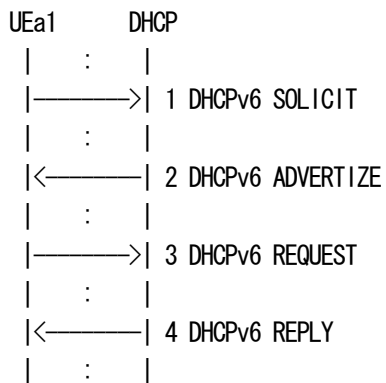 UEa1 DHCP
| : |
|--------->| 1 DHCPv6 SOLICIT
| : |
|<---------| 2 DHCPv6 ADVERTIZE
| : |
|--------->| 3 DHCPv6 REQUEST
| : |
|<---------| 4 DHCPv6 REPLY
| : |